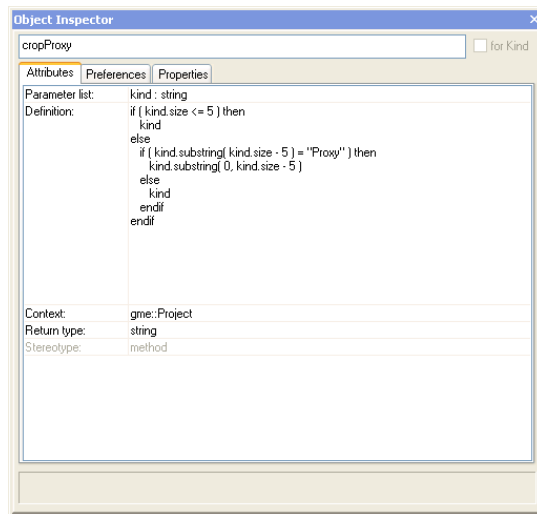 Object Inspector
cropProxy
for Kind
Attributes Preferences Properties
Parameter list: kind : string
Definition: if ( kind.size <= 5 ) then
kind
else
if ( kind.substring( kind.size - 5 ) = "Proxy" ) then
kind.substring( 0, kind.size - 5 )
else
kind
endif
endif
Context: gme::Project
Return type: string
Stereotype: method